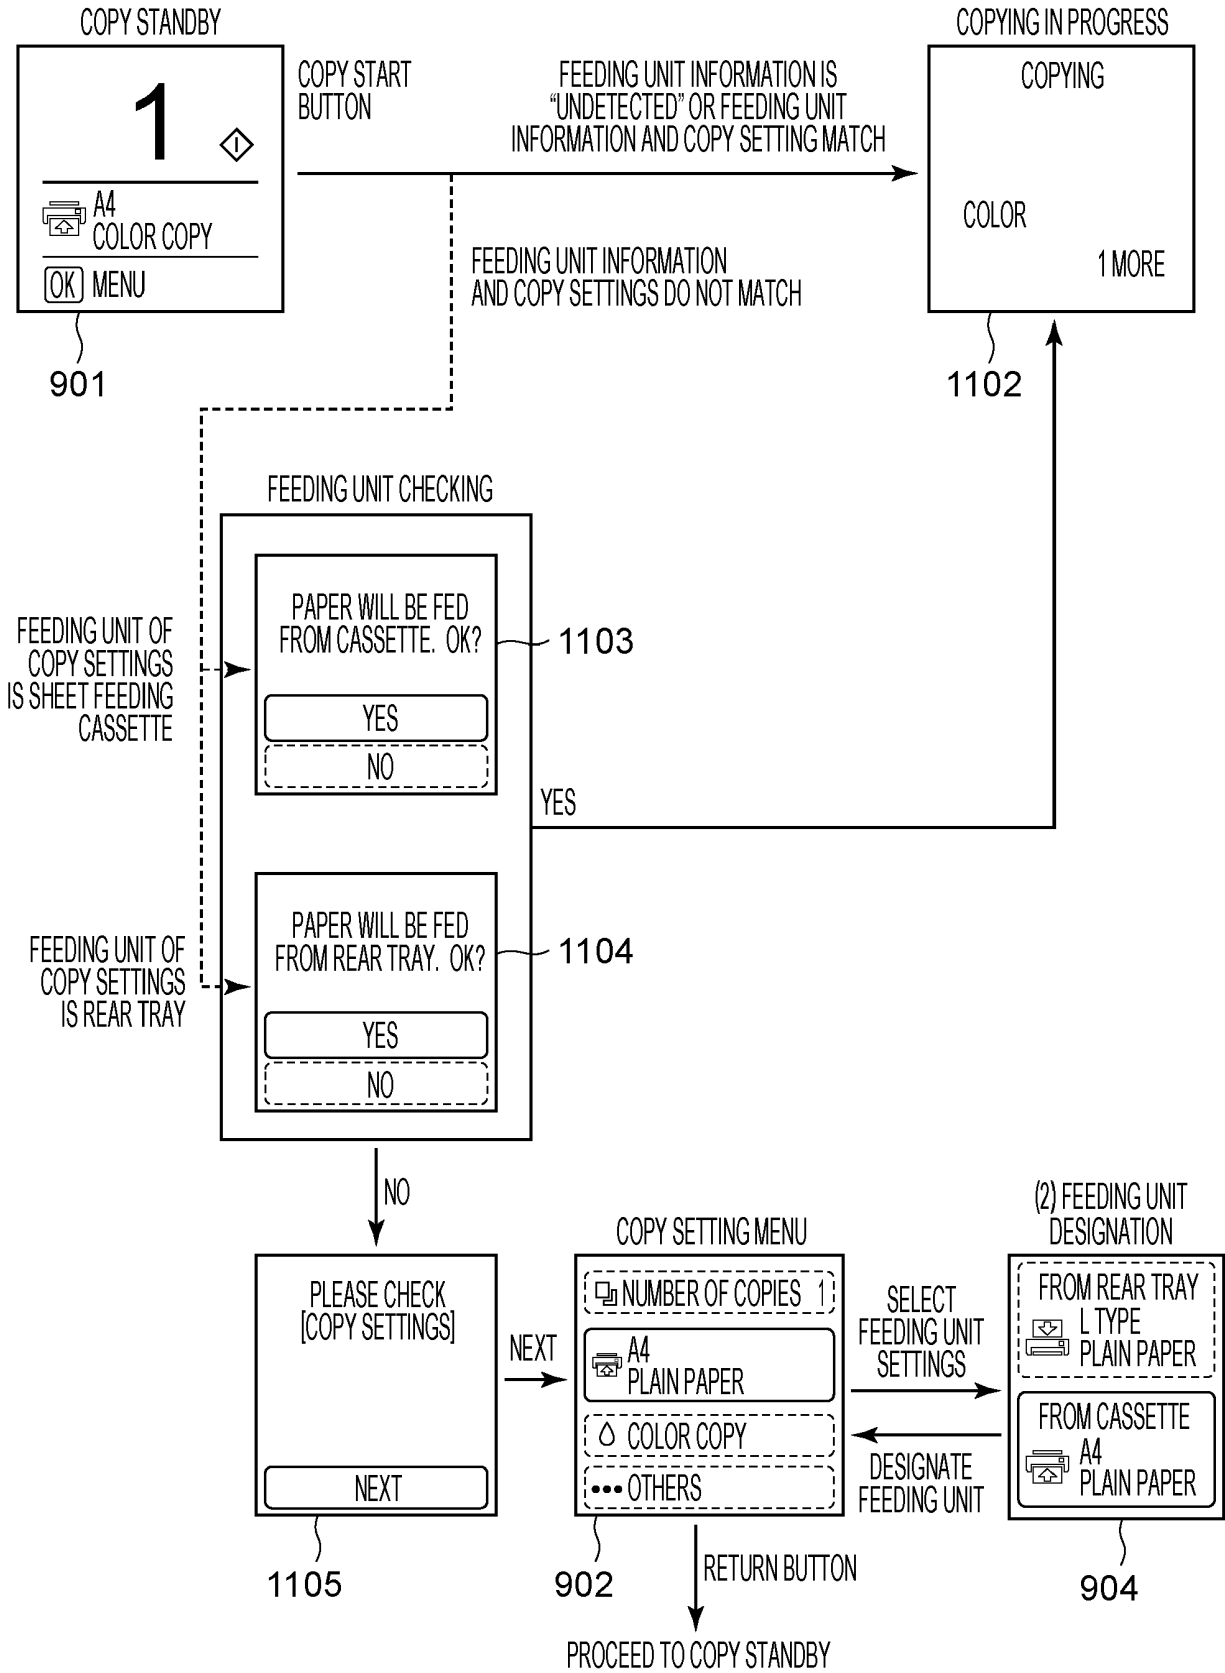 COPY STANDBY
1
A4
COLOR COPY
OK MENU
901
COPY START
BUTTON
FEEDING UNIT INFORMATION IS
“UNDETECTED” OR FEEDING UNIT
INFORMATION AND COPY SETTING MATCH
FEEDING UNIT INFORMATION
AND COPY SETTINGS DO NOT MATCH
COPYING IN PROGRESS
COPYING
COLOR
1 MORE
1102
FEEDING UNIT CHECKING
FEEDING UNIT OF
COPY SETTINGS
IS SHEET FEEDING
CASSETTE
PAPER WILL BE FED
FROM CASSETTE. OK?
YES
NO
1103
YES
FEEDING UNIT OF
COPY SETTINGS
IS REAR TRAY
PAPER WILL BE FED
FROM REAR TRAY. OK?
YES
NO
1104
NO
PLEASE CHECK
[COPY SETTINGS]
NEXT
1105
NEXT
COPY SETTING MENU
NUMBER OF COPIES 1
A4
PLAIN PAPER
COLOR COPY
OTHERS
902
SELECT
FEEDING UNIT
SETTINGS
DESIGNATE
FEEDING UNIT
(2) FEEDING UNIT
DESIGNATION
FROM REAR TRAY
L TYPE
PLAIN PAPER
FROM CASSETTE
A4
PLAIN PAPER
904
RETURN BUTTON
PROCEED TO COPY STANDBY